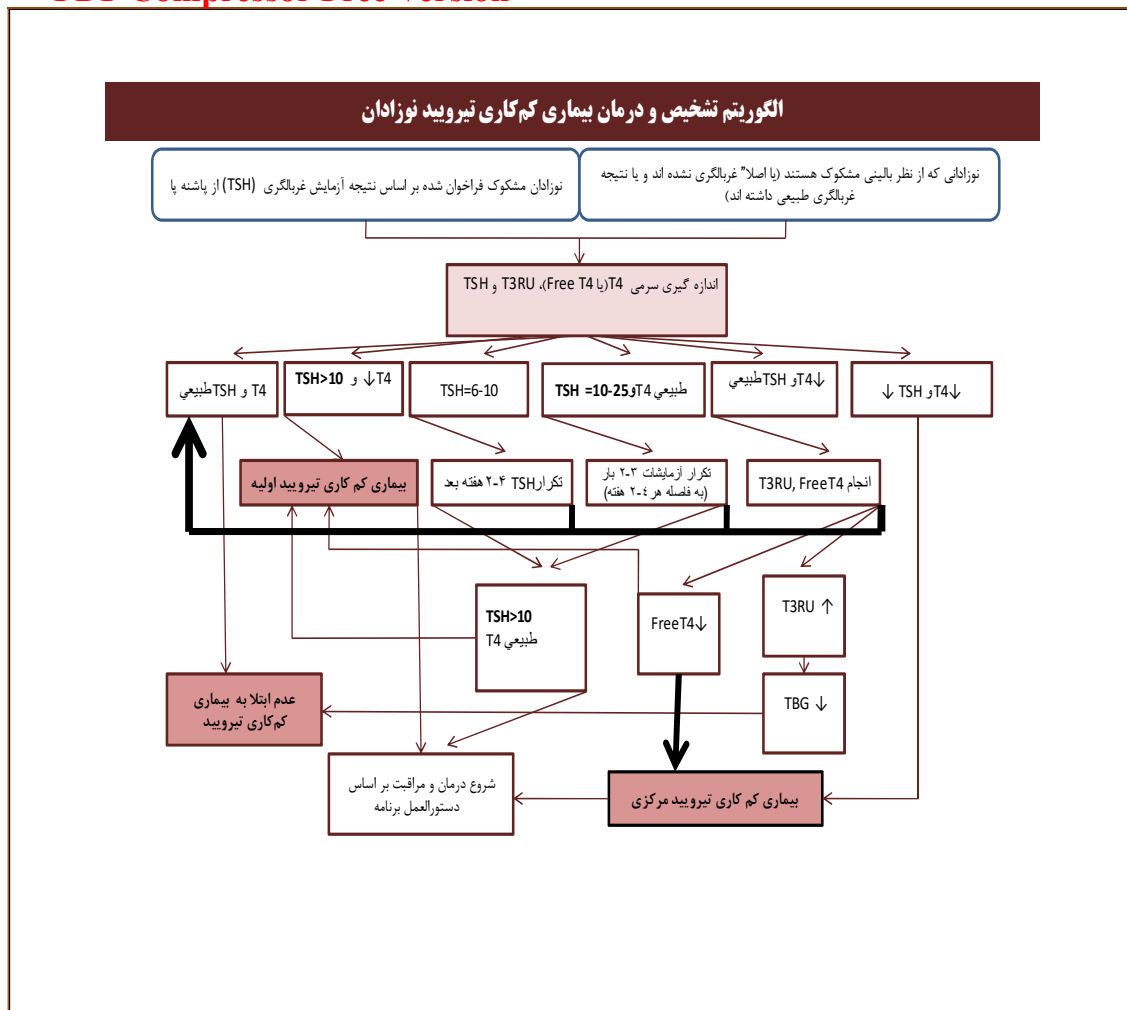 الگوریتم تشخیص و درمان بیماری کم‌کاری تیرویید نوزادان
نوزادانی که از نظر بالینی مشکوک هستند (یا اصلا" غربالگری نشده اند و یا نتیجه
غربالگری طبیعی داشته اند)
نوزادان مشکوک فراخوان شده بر اساس نتیجه آزمایش غربالگری (TSH) از پاشنه پا
اندازه گیری سرمی T4(یا Free T4)، T3RU و TSH
↓T4و TSH ↓
↓T4و TSHطبیعي
طبیعي T4وTSH =10-25
TSH=6-10
T4↓ و TSH>10
T4 و TSHطبیعي
انجام T3RU, FreeT4
تکرار آزمایشات ۳-۲ بار
(به فاصله هر ٤-٢ هفته)
تکرارTSH ۴-۲ هفته بعد
بیماری کم کاری تیرویید اولیه
T3RU ↑
FreeT4↓
TSH>10
طبیعي T4
TBG ↓
عدم ابتلا به بیماری
کم‌کاری تیرویید
شروع درمان و مراقبت بر اساس
دستورالعمل برنامه
بیماری کم کاری تیرویید مرکزی